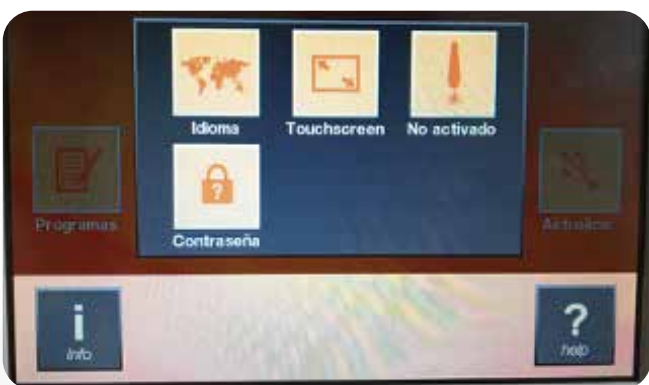 Idioma
Touchscreen
No activado
?
Contraseña
Programas
i
Info
?
help